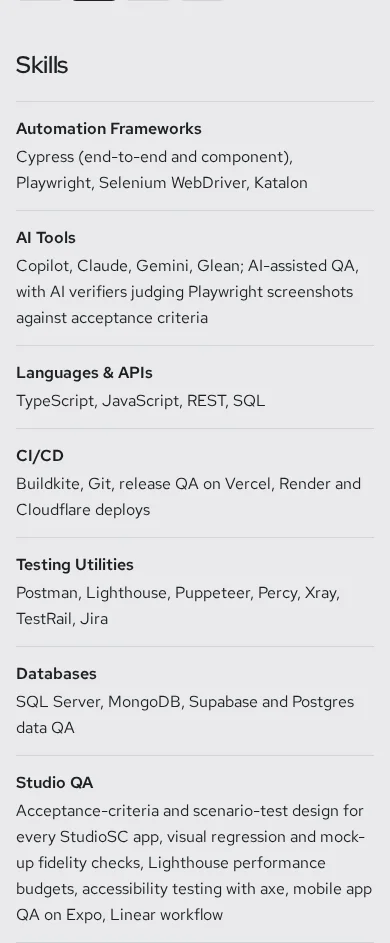 Skills
Automation Frameworks
Cypress (end-to-end and component),
Playwright, Selenium WebDriver, Katalon
AI Tools
Copilot, Claude, Gemini, Glean; AI-assisted QA,
with AI verifiers judging Playwright screenshots
against acceptance criteria
Languages & APIs
TypeScript, JavaScript, REST, SQL
CI/CD
Buildkite, Git, release QA on Vercel, Render and
Cloudflare deploys
Testing Utilities
Postman, Lighthouse, Puppeteer, Percy, Xray,
TestRail, Jira
Databases
SQL Server, MongoDB, Supabase and Postgres
data QA
Studio QA
Acceptance-criteria and scenario-test design for
every StudioSC app, visual regression and mock-
up fidelity checks, Lighthouse performance
budgets, accessibility testing with axe, mobile app
QA on Expo, Linear workflow